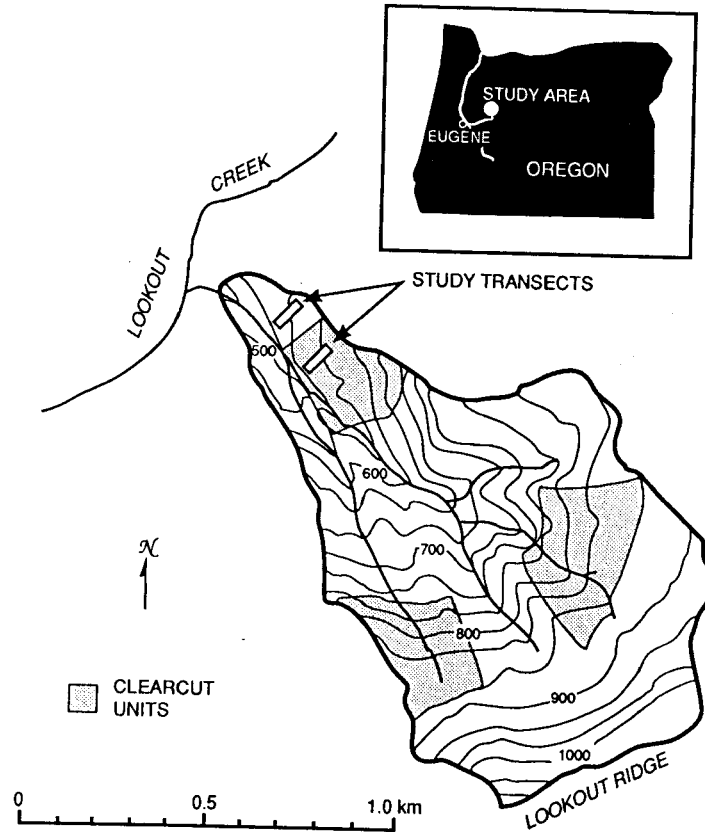 STUDY AREA
EUGENE
OREGON
CREEK
LOOKOUT
STUDY TRANSECTS
500
600
700
800
900
1000
LOOKOUT RIDGE
N
CLEARCUT
UNITS
0 0.5 1.0 km